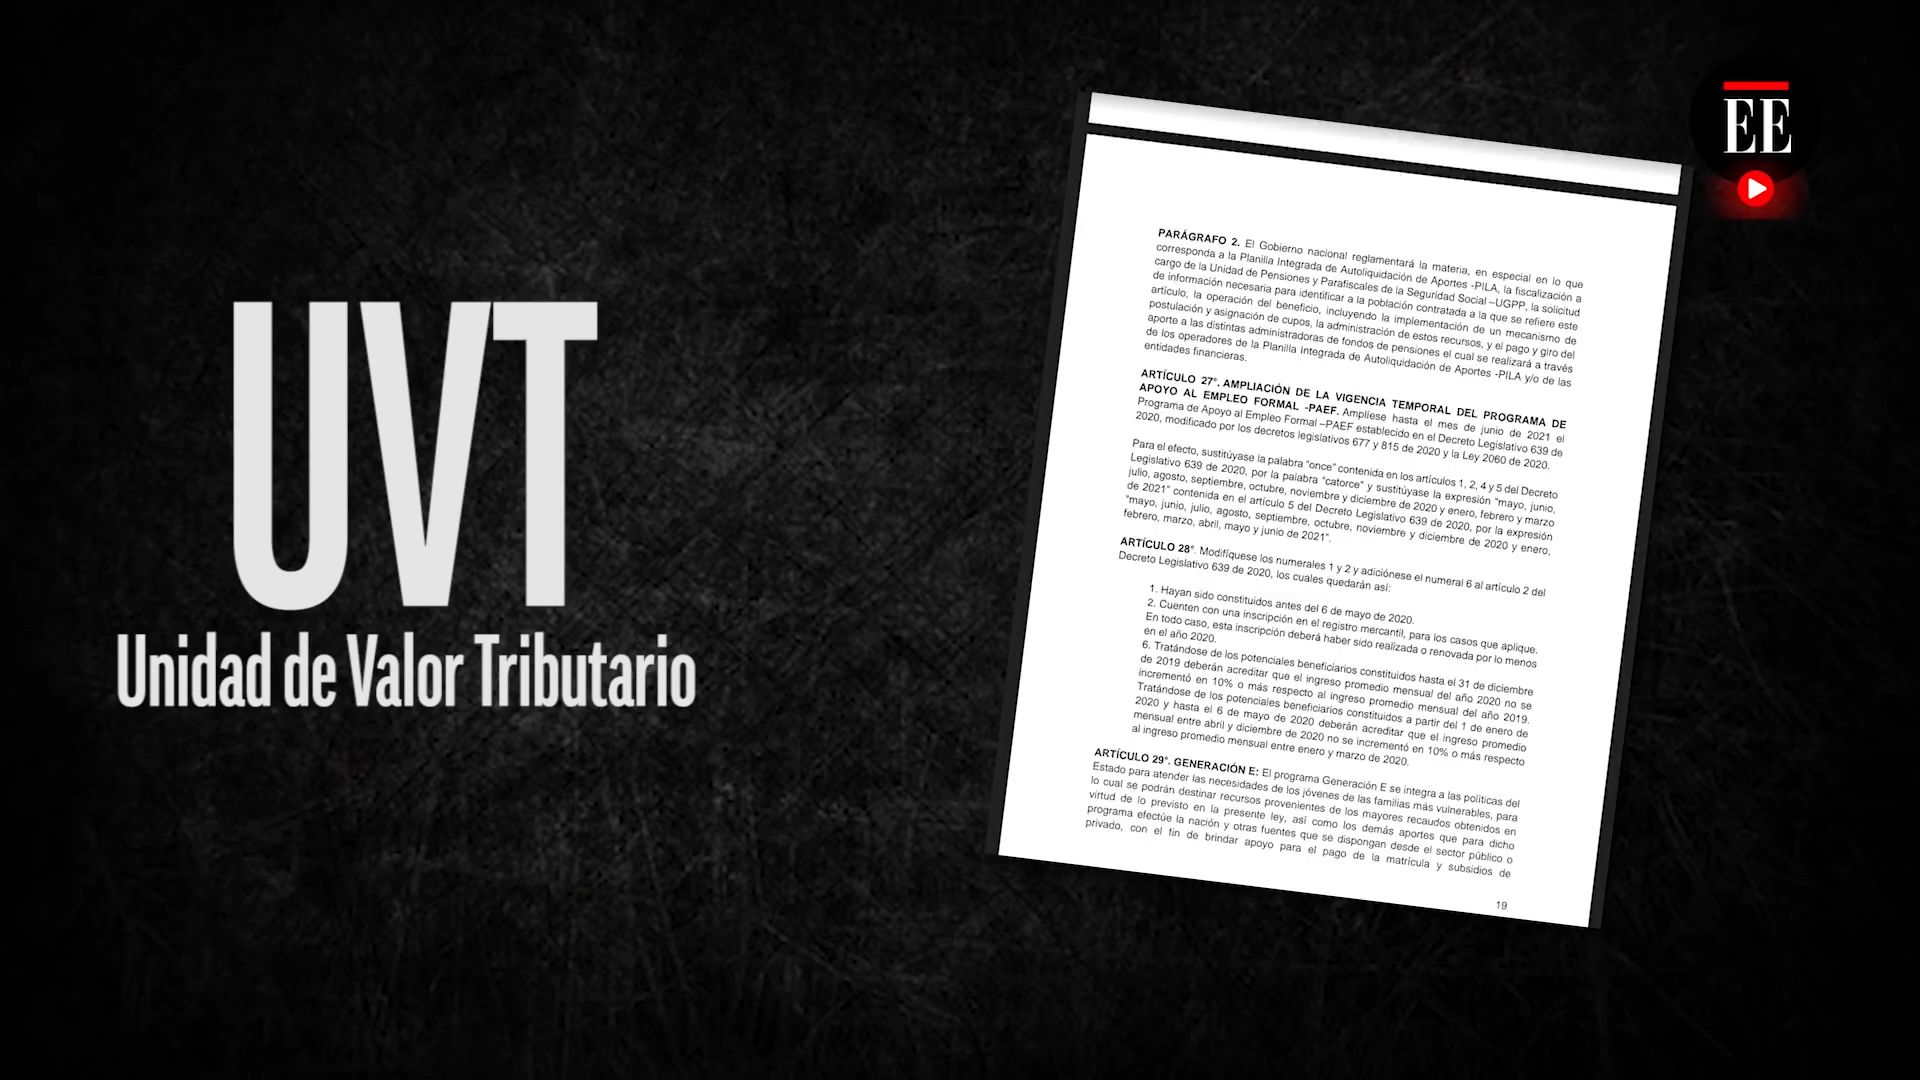 UVT
Unidad de Valor Tributario
EE
PARÁGRAFO 2. El Gobierno nacional reglamentará la materia, en especial en lo que
corresponda a la Planilla Integrada de Autoliquidación de Aportes -PILA, la fiscalización a
cargo de la Unidad de Pensiones y Parafiscales de la Seguridad Social –UGPP, la solicitud
de información necesaria para identificar a la población contratada a la que se refiere este
artículo, la operación del beneficio, incluyendo la implementación de un mecanismo de
postulación y asignación de cupos, la administración de estos recursos, y el pago y giro del
aporte a las distintas administradoras de fondos de pensiones el cual se realizará a través
de los operadores de la Planilla Integrada de Autoliquidación de Aportes -PILA y/o de las
entidades financieras.
ARTÍCULO 27°. AMPLIACIÓN DE LA VIGENCIA TEMPORAL DEL PROGRAMA DE
APOYO AL EMPLEO FORMAL -PAEF. Ampliese hasta el mes de junio de 2021 el
Programa de Apoyo al Empleo Formal –PAEF establecido en el Decreto Legislativo 639 de
2020, modificado por los decretos legislativos 677 y 815 de 2020 y la Ley 2060 de 2020.
Para el efecto, sustitúyase la palabra "once" contenida en los artículos 1, 2, 4 y 5 del Decreto
Legislativo 639 de 2020, por la palabra "catorce" y sustitúyase la expresión "mayo, junio,
julio, agosto, septiembre, octubre, noviembre y diciembre de 2020 y enero, febrero y marzo
de 2021" contenida en el artículo 5 del Decreto Legislativo 639 de 2020, por la expresión
"mayo, junio, julio, agosto, septiembre, octubre, noviembre y diciembre de 2020 y enero,
febrero, marzo, abril, mayo y junio de 2021".
ARTÍCULO 28°. Modifíquese los numerales 1 y 2 y adiciónese el numeral 6 al artículo 2 del
Decreto Legislativo 639 de 2020, los cuales quedarán así:
1. Hayan sido constituidos antes del 6 de mayo de 2020.
2. Cuenten con una inscripción en el registro mercantil, para los casos que aplique.
En todo caso, esta inscripción deberá haber sido realizada o renovada por lo menos
en el año 2020.
6. Tratándose de los potenciales beneficiarios constituidos hasta el 31 de diciembre
de 2019 deberán acreditar que el ingreso promedio mensual del año 2020 no se
incrementó en 10% o más respecto al ingreso promedio mensual del año 2019.
Tratándose de los potenciales beneficiarios constituidos a partir del 1 de enero de
2020 y hasta el 6 de mayo de 2020 deberán acreditar que el ingreso promedio
mensual entre abril y diciembre de 2020 no se incrementó en 10% o más respecto
al ingreso promedio mensual entre enero y marzo de 2020.
ARTÍCULO 29°. GENERACIÓN E: El programa Generación E se integra a las políticas del
Estado para atender las necesidades de los jóvenes de las familias más vulnerables, para
lo cual se podrán destinar recursos provenientes de los mayores recaudos obtenidos en
virtud de lo previsto en la presente ley, así como los demás aportes que para dicho
programa efectúe la nación y otras fuentes que se dispongan desde el sector público o
privado, con el fin de brindar apoyo para el pago de la matrícula y subsidios de
19